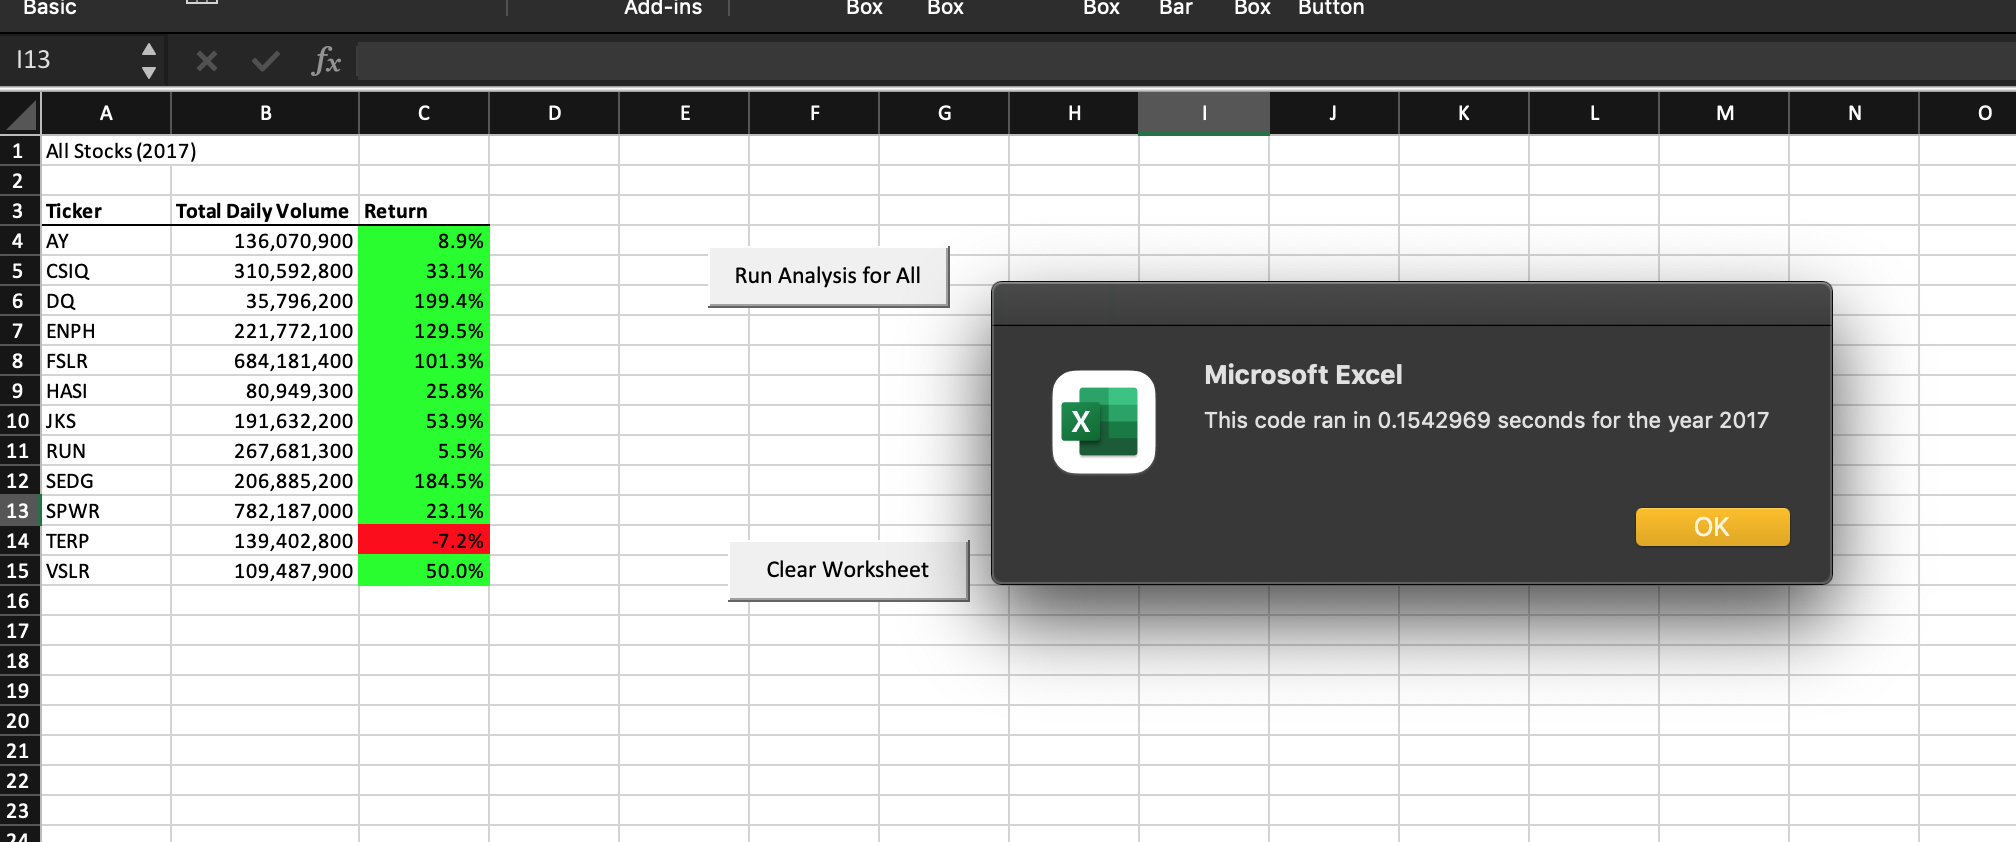 Basic Add-ins Box Box Box Bar Box Button
I13 fx
A B C D E F G H I J K L M N O
1 All Stocks (2017)
2
3 Ticker Total Daily Volume Return
4 AY 136,070,900 8.9%
5 CSIQ 310,592,800 33.1%
6 DQ 35,796,200 199.4%
7 ENPH 221,772,100 129.5%
8 FSLR 684,181,400 101.3%
9 HASI 80,949,300 25.8%
10 JKS 191,632,200 53.9%
11 RUN 267,681,300 5.5%
12 SEDG 206,885,200 184.5%
13 SPWR 782,187,000 23.1%
14 TERP 139,402,800 -7.2%
15 VSLR 109,487,900 50.0%
16
17
18
19
20
21
22
23
24
Run Analysis for All
Clear Worksheet
Microsoft Excel
X
This code ran in 0.1542969 seconds for the year 2017
OK